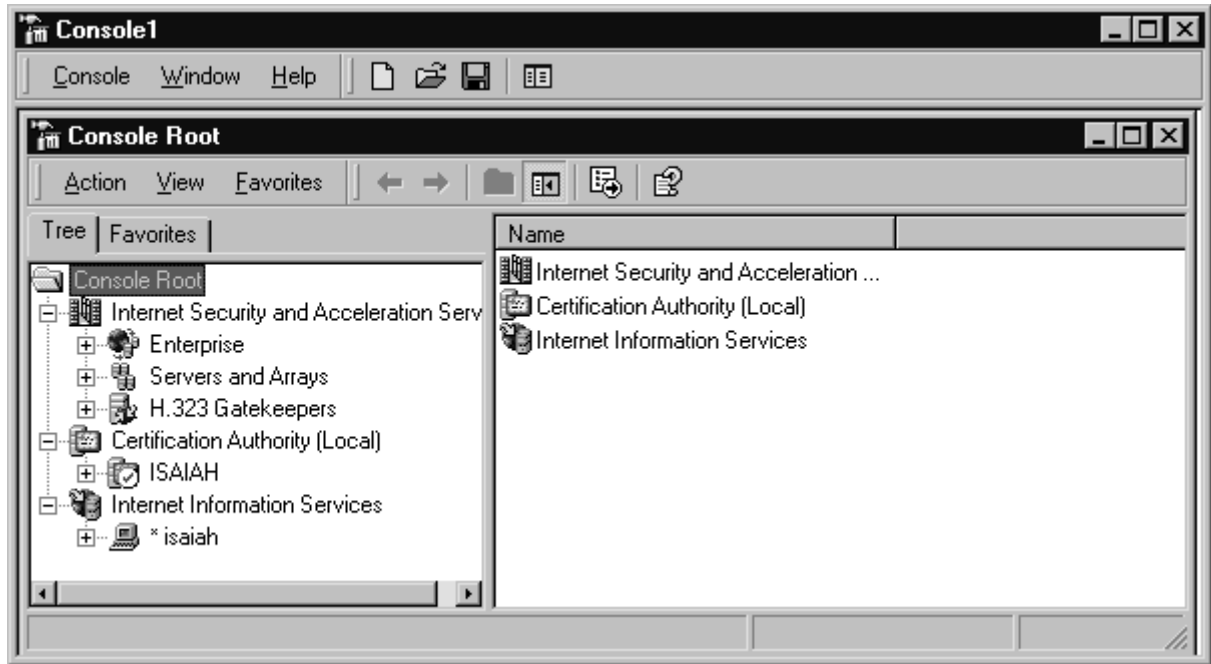 Console1
Console Window Help
Console Root
Action View Favorites
Tree Favorites
Console Root
Internet Security and Acceleration Serv
Enterprise
Servers and Arrays
H.323 Gatekeepers
Certification Authority (Local)
ISAIAH
Internet Information Services
* isaiah
Name
Internet Security and Acceleration ...
Certification Authority (Local)
Internet Information Services